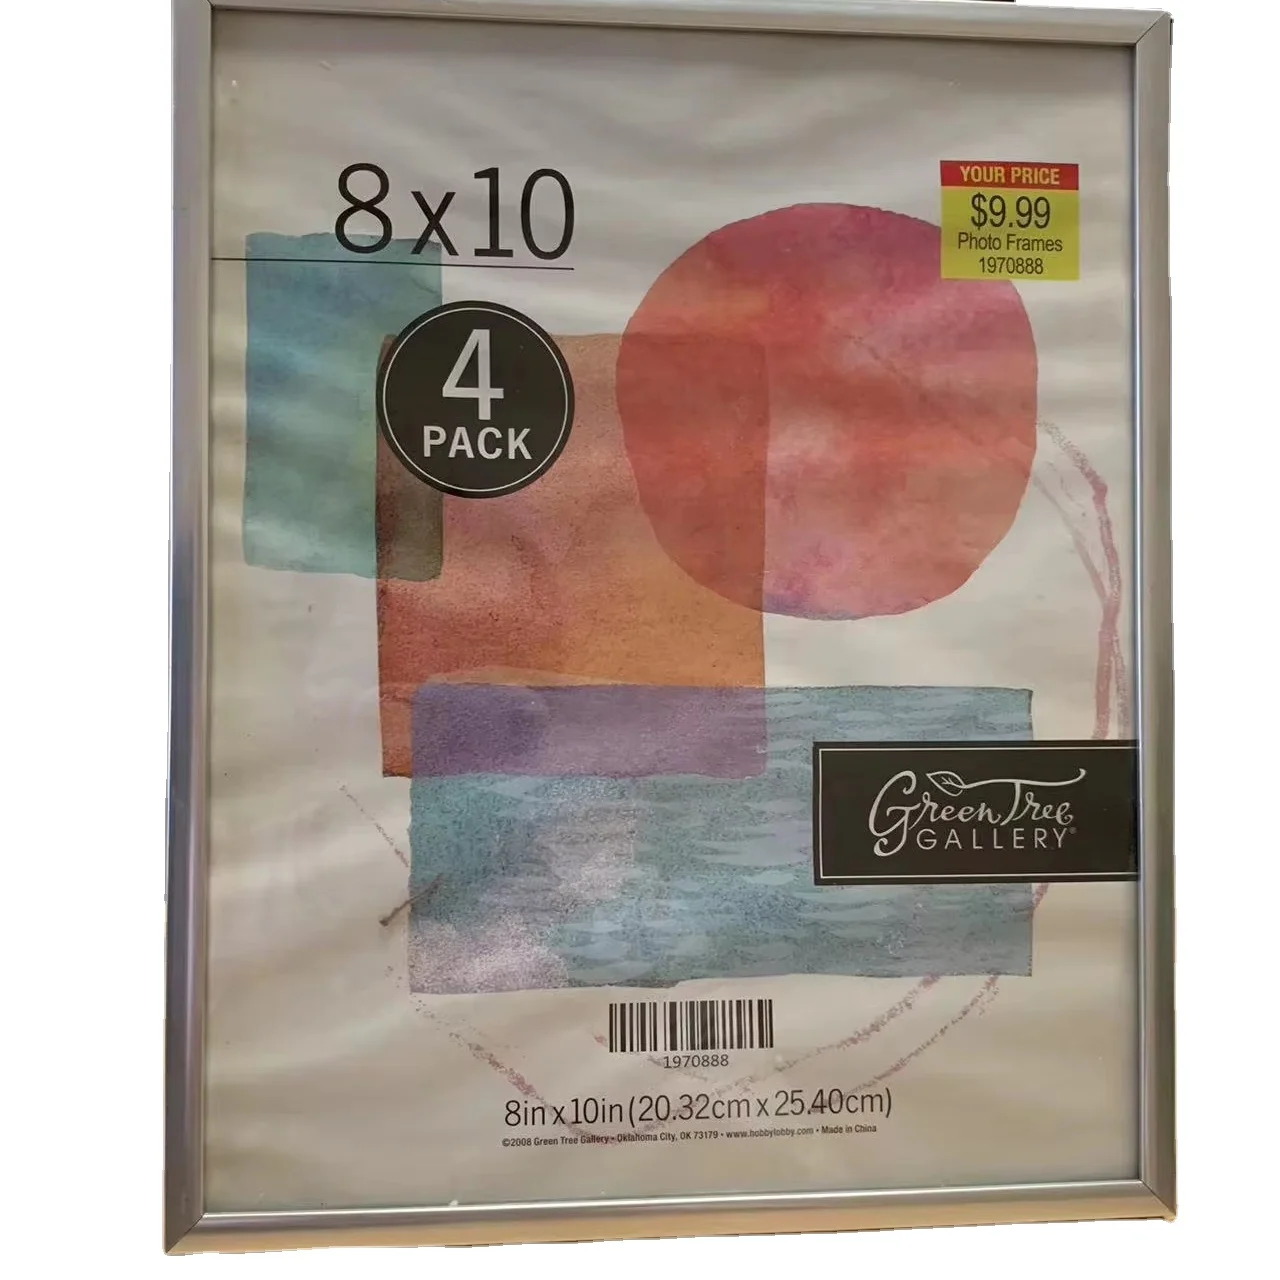 8x10
YOUR PRICE
$9.99
Photo Frames
1970888
4
PACK
Green Tree
GALLERY®
1970888
8in x 10in (20.32cm x 25.40cm)
©2008 Green Tree Gallery • Oklahoma City, OK 73179 • www.hobbylobby.com • Made in China